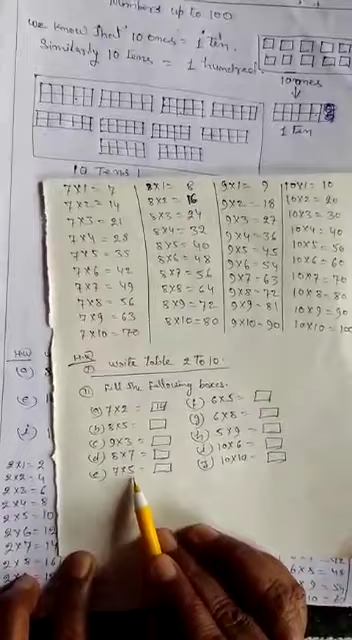 Numbers up to 100
We know that 10 ones = 1 ten.
Similarly 10 tens = 1 hundred.
10 ones
1 ten
10 Tens
7X1 = 7
7X2 = 14
7X3 = 21
7X4 = 28
7X5 = 35
7X6 = 42
7X7 = 49
7X8 = 56
7X9 = 63
7X10 = 70
8X1 = 8
8X2 = 16
8X3 = 24
8X4 = 32
8X5 = 40
8X6 = 48
8X7 = 56
8X8 = 64
8X9 = 72
8X10 = 80
9X1 = 9
9X2 = 18
9X3 = 27
9X4 = 36
9X5 = 45
9X6 = 54
9X7 = 63
9X8 = 72
9X9 = 81
9X10 = 90
10X1 = 10
10X2 = 20
10X3 = 30
10X4 = 40
10X5 = 50
10X6 = 60
10X7 = 70
10X8 = 80
10X9 = 90
10X10 = 100
H.W
① write table 2 to 10.
② Fill the following boxes.
(a) 7X2 = 14
(b) 8X5 =
(c) 9X3 =
(d) 8X7 =
(e) 7X5 =
(f) 6X5 =
(g) 6X8 =
(h) 5X9 =
(i) 10X6 =
(j) 10X10 =
H.W
(a)
(e)
(i)
2X1 = 2
2X2 = 4
2X3 = 6
2X4 = 8
2X5 = 10
2X6 = 12
2X7 = 14
2X8 = 16
6X8 = 48